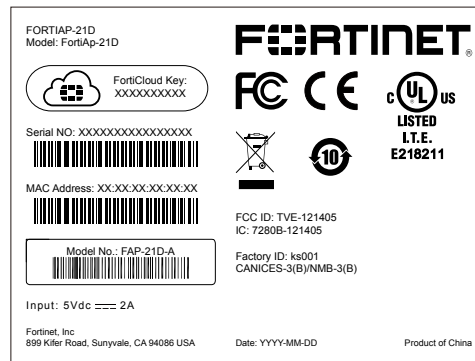 FORTIAP-21D
Model: FortiAp-21D
FortiCloud Key:
XXXXXXXXXX
Serial NO: XXXXXXXXXXXXXXXX
MAC Address: XX:XX:XX:XX:XX:XX
Model No.: FAP-21D-A
Input: 5Vdc 2A
Fortinet, Inc
899 Kifer Road, Sunyvale, CA 94086 USA
FORTINET®
FC CE
C UL US
LISTED
I.T.E.
E218211
10
FCC ID: TVE-121405
IC: 7280B-121405
Factory ID: ks001
CANICES-3(B)/NMB-3(B)
Date: YYYY-MM-DD
Product of China